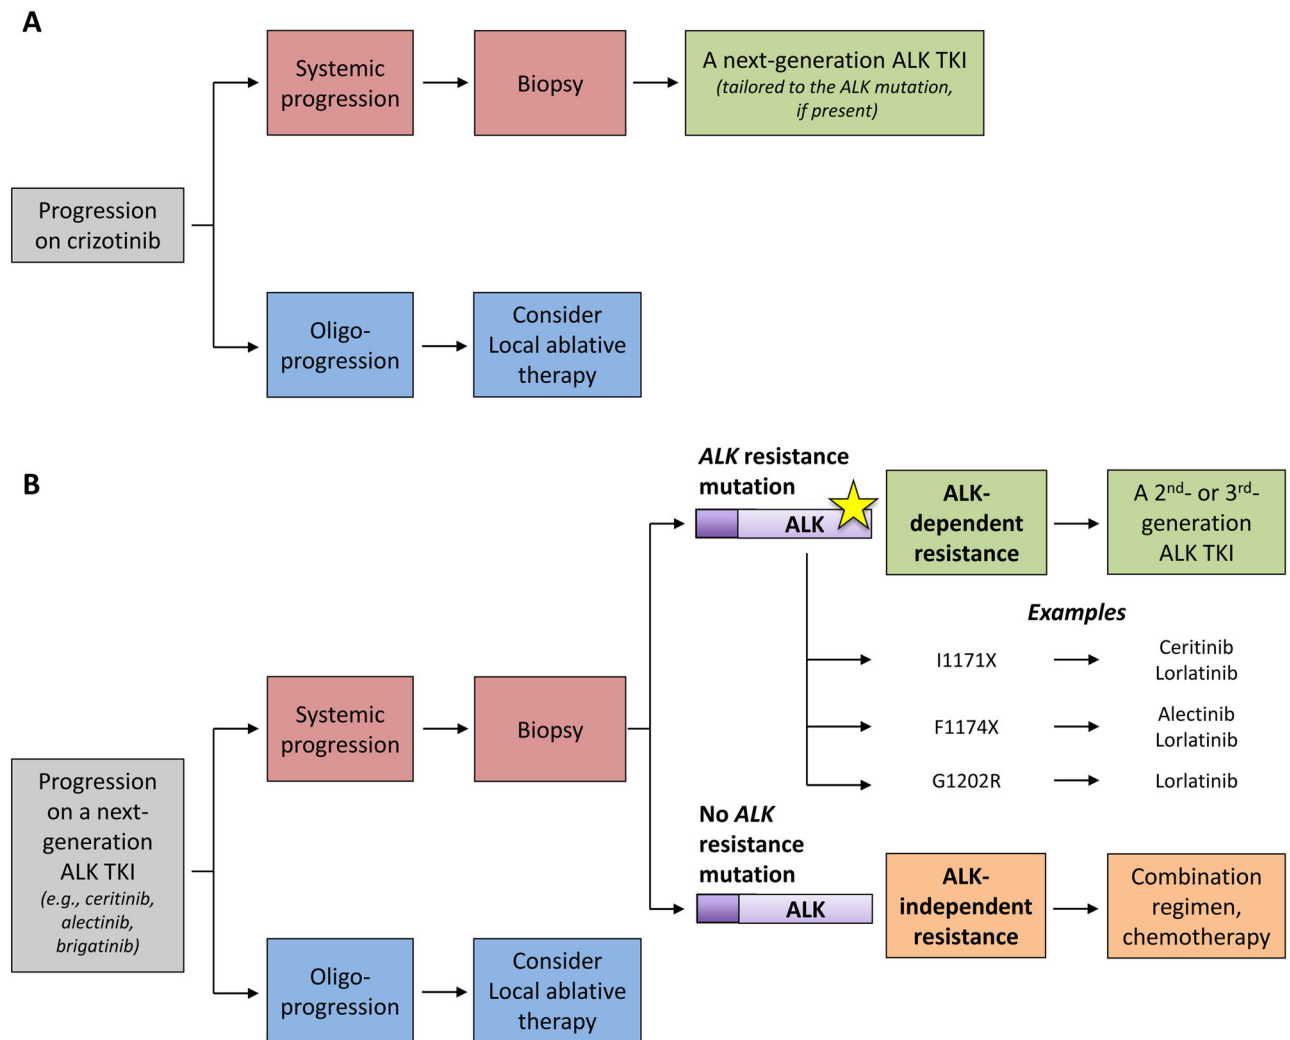 A
Systemic
progression
Biopsy
A next-generation ALK TKI
(tailored to the ALK mutation,
if present)
Progression
on crizotinib
Oligo-
progression
Consider
Local ablative
therapy
B
Progression
on a next-
generation
ALK TKI
(e.g., ceritinib,
alectinib,
brigatinib)
Systemic
progression
Biopsy
ALK resistance
mutation
ALK
ALK-
dependent
resistance
A 2nd- or 3rd-
generation
ALK TKI
Examples
I1171X
Ceritinib
Lorlatinib
F1174X
Alectinib
Lorlatinib
G1202R
Lorlatinib
No ALK
resistance
mutation
ALK
ALK-
independent
resistance
Combination
regimen,
chemotherapy
Oligo-
progression
Consider
Local ablative
therapy